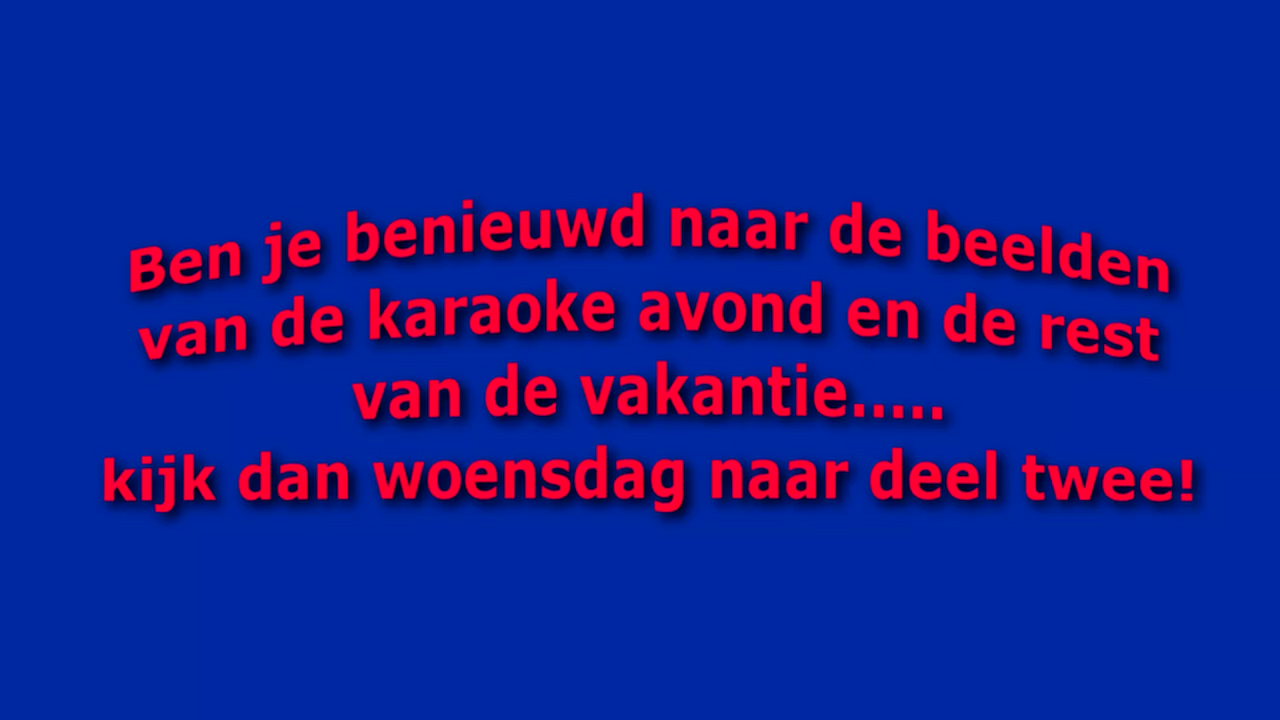 Ben je benieuwd naar de beelden
van de karaoke avond en de rest
van de vakantie.....
kijk dan woensdag naar deel twee!